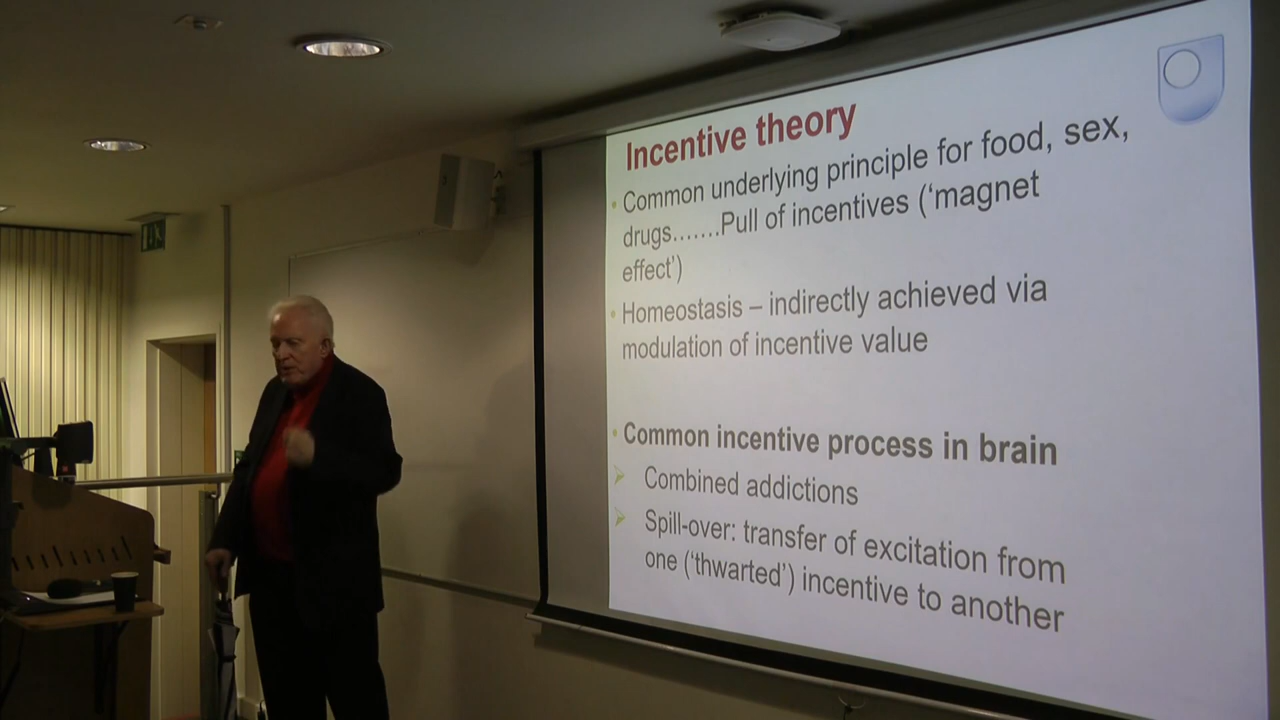 Incentive theory
• Common underlying principle for food, sex,
drugs…….Pull of incentives (‘magnet
effect’)
• Homeostasis – indirectly achieved via
modulation of incentive value
• Common incentive process in brain
➢ Combined addictions
➢ Spill-over: transfer of excitation from
one (‘thwarted’) incentive to another